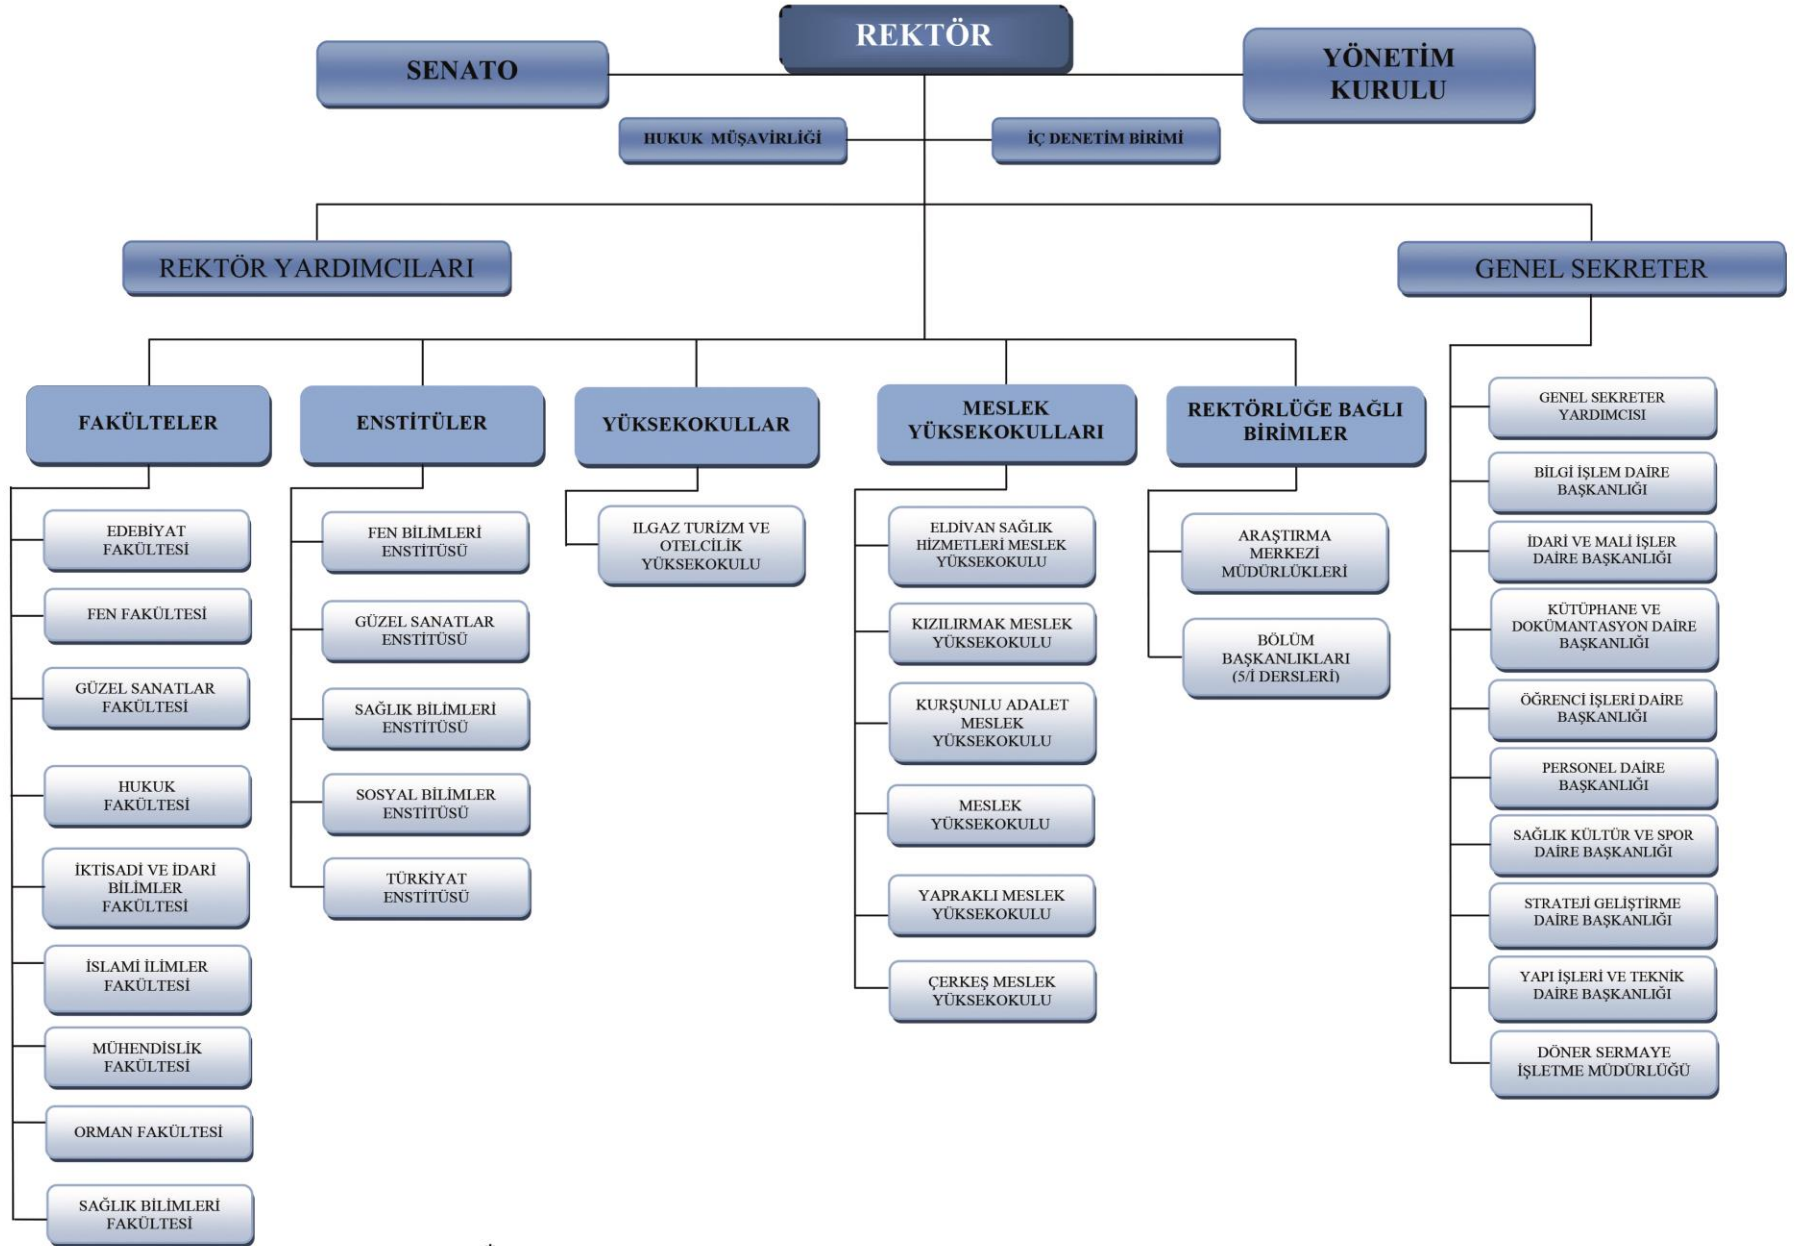 REKTÖR
SENATO
YÖNETİM
KURULU
HUKUK MÜŞAVİRLİĞİ
İÇ DENETİM BİRİMİ
REKTÖR YARDIMCILARI
GENEL SEKRETER
FAKÜLTELER
EDEBİYAT
FAKÜLTESİ
FEN FAKÜLTESİ
GÜZEL SANATLAR
FAKÜLTESİ
HUKUK
FAKÜLTESİ
İKTİSADİ VE İDARİ
BİLİMLER
FAKÜLTESİ
İSLAMİ İLİMLER
FAKÜLTESİ
MÜHENDİSLİK
FAKÜLTESİ
ORMAN FAKÜLTESİ
SAĞLIK BİLİMLERİ
FAKÜLTESİ
ENSTİTÜLER
FEN BİLİMLERİ
ENSTİTÜSÜ
GÜZEL SANATLAR
ENSTİTÜSÜ
SAĞLIK BİLİMLERİ
ENSTİTÜSÜ
SOSYAL BİLİMLER
ENSTİTÜSÜ
TÜRKİYAT
ENSTİTÜSÜ
YÜKSEKOKULLAR
ILGAZ TURİZM VE
OTELCİLİK
YÜKSEKOKULU
MESLEK
YÜKSEKOKULLARI
ELDİVAN SAĞLIK
HİZMETLERİ MESLEK
YÜKSEKOKULU
KIZILIRMAK MESLEK
YÜKSEKOKULU
KURŞUNLU ADALET
MESLEK
YÜKSEKOKULU
MESLEK
YÜKSEKOKULU
YAPRAKLI MESLEK
YÜKSEKOKULU
ÇERKEŞ MESLEK
YÜKSEKOKULU
REKTÖRLÜĞE BAĞLI
BİRİMLER
ARAŞTIRMA
MERKEZİ
MÜDÜRLÜKLERİ
BÖLÜM
BAŞKANLIKLARI
(5/İ DERSLERİ)
GENEL SEKRETER
YARDIMCISI
BİLGİ İŞLEM DAİRE
BAŞKANLIĞI
İDARİ VE MALİ İŞLER
DAİRE BAŞKANLIĞI
KÜTÜPHANE VE
DOKÜMANTASYON DAİRE
BAŞKANLIĞI
ÖĞRENCİ İŞLERİ DAİRE
BAŞKANLIĞI
PERSONEL DAİRE
BAŞKANLIĞI
SAĞLIK KÜLTÜR VE SPOR
DAİRE BAŞKANLIĞI
STRATEJİ GELİŞTİRME
DAİRE BAŞKANLIĞI
YAPI İŞLERİ VE TEKNİK
DAİRE BAŞKANLIĞI
DÖNER SERMAYE
İŞLETME MÜDÜRLÜĞÜ